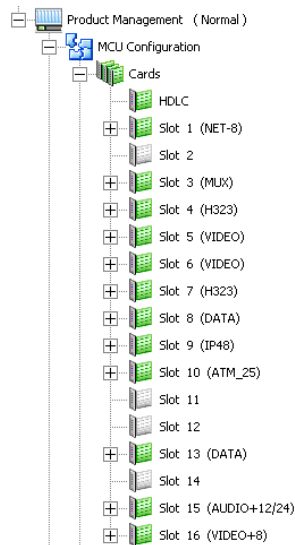 Product Management (Normal)
MCU Configuration
Cards
HDLC
Slot 1 (NET-8)
Slot 2
Slot 3 (MUX)
Slot 4 (H323)
Slot 5 (VIDEO)
Slot 6 (VIDEO)
Slot 7 (H323)
Slot 8 (DATA)
Slot 9 (IP48)
Slot 10 (ATM_25)
Slot 11
Slot 12
Slot 13 (DATA)
Slot 14
Slot 15 (AUDIO+12/24)
Slot 16 (VIDEO+8)